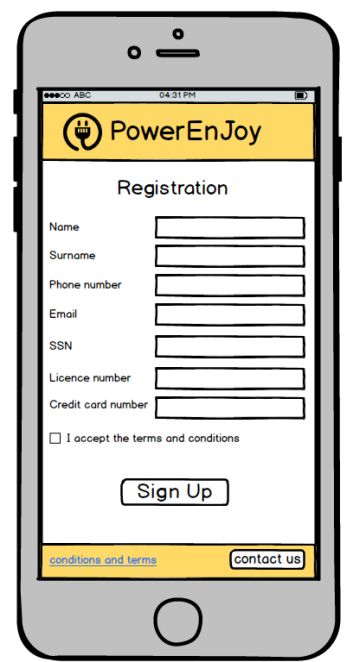 ABC 04:31 PM
PowerEnJoy
Registration
Name
Surname
Phone number
Email
SSN
Licence number
Credit card number
I accept the terms and conditions
Sign Up
conditions and terms contact us